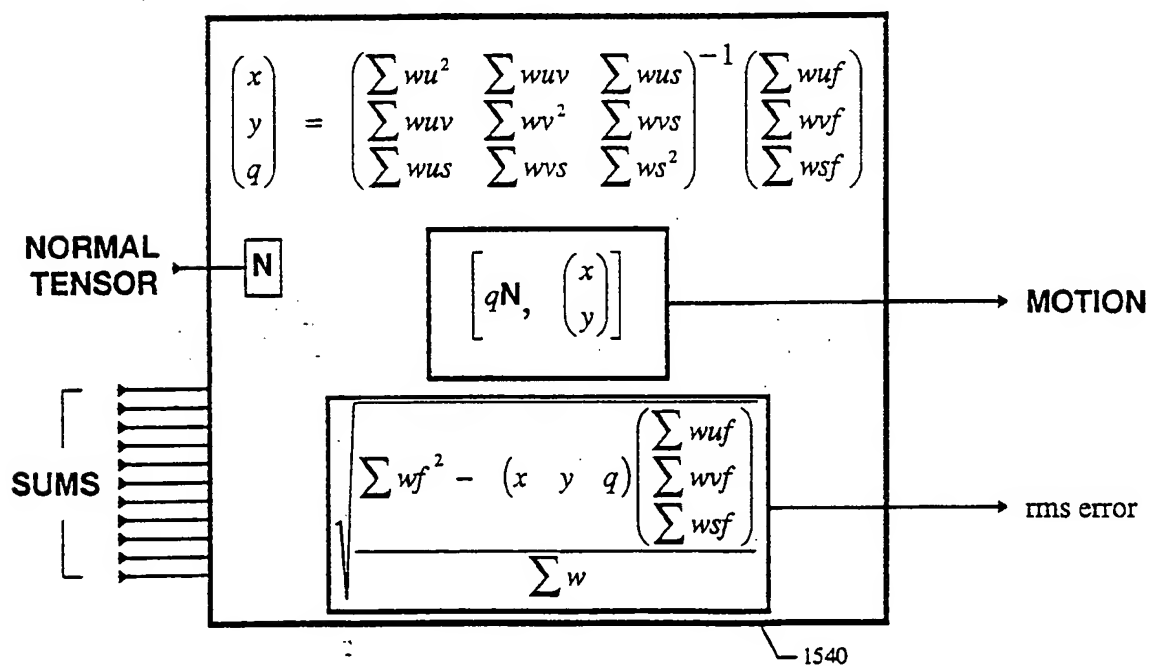 (x y q) = (∑ wu² ∑ wuv ∑ wus
∑ wuv ∑ wv² ∑ wvs
∑ wus ∑ wvs ∑ ws²)⁻¹ (∑ wuf
∑ wvf
∑ wsf)
NORMAL
TENSOR
N
[qN, (x
y)]
MOTION
SUMS
√ ∑ wf² - (x y q) (∑ wuf
∑ wvf
∑ wsf)
∑ w
rms error
1540